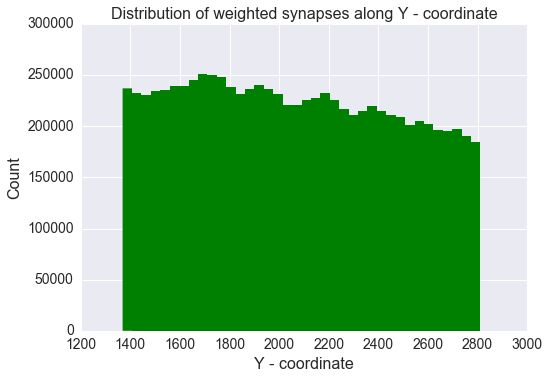 Distribution of weighted synapses along Y - coordinate
300000
250000
200000
150000
100000
50000
0
Count
1200 1400 1600 1800 2000 2200 2400 2600 2800 3000
Y - coordinate